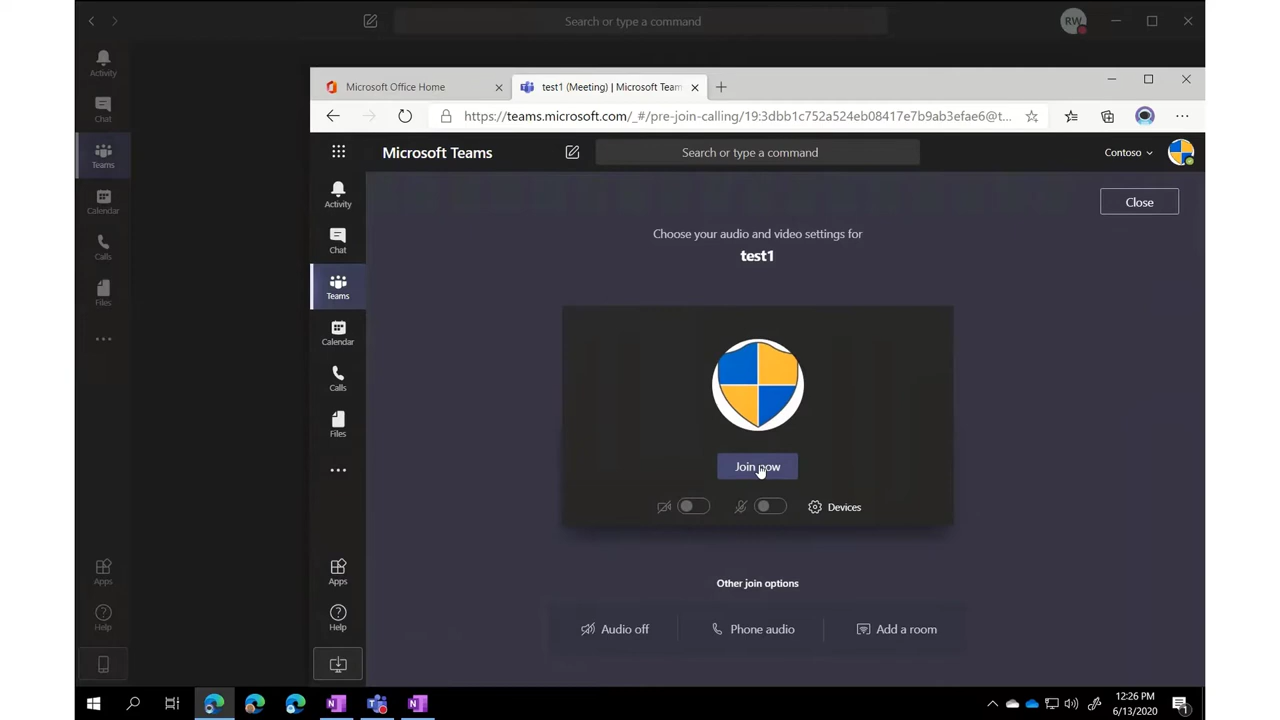 Search or type a command
RW
Activity
Chat
Teams
Calendar
Calls
Files
Apps
Help
Microsoft Office Home
test1 (Meeting) | Microsoft Team
https://teams.microsoft.com/_#/pre-join-calling/19:3dbb1c752a524eb08417e7b9ab3efae6@t...
Microsoft Teams
Search or type a command
Contoso
Activity
Chat
Teams
Calendar
Calls
Files
Apps
Help
Close
Choose your audio and video settings for
test1
Join now
Devices
Other join options
Audio off
Phone audio
Add a room
12:26 PM
6/13/2020
1